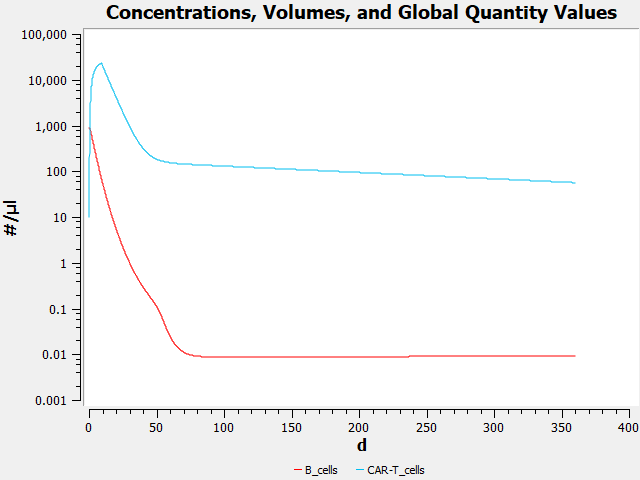 Concentrations, Volumes, and Global Quantity Values
100,000
10,000
1,000
100
10
1
0.1
0.01
0.001
#/µl
0 50 100 150 200 250 300 350 400
d
B_cells CAR-T_cells